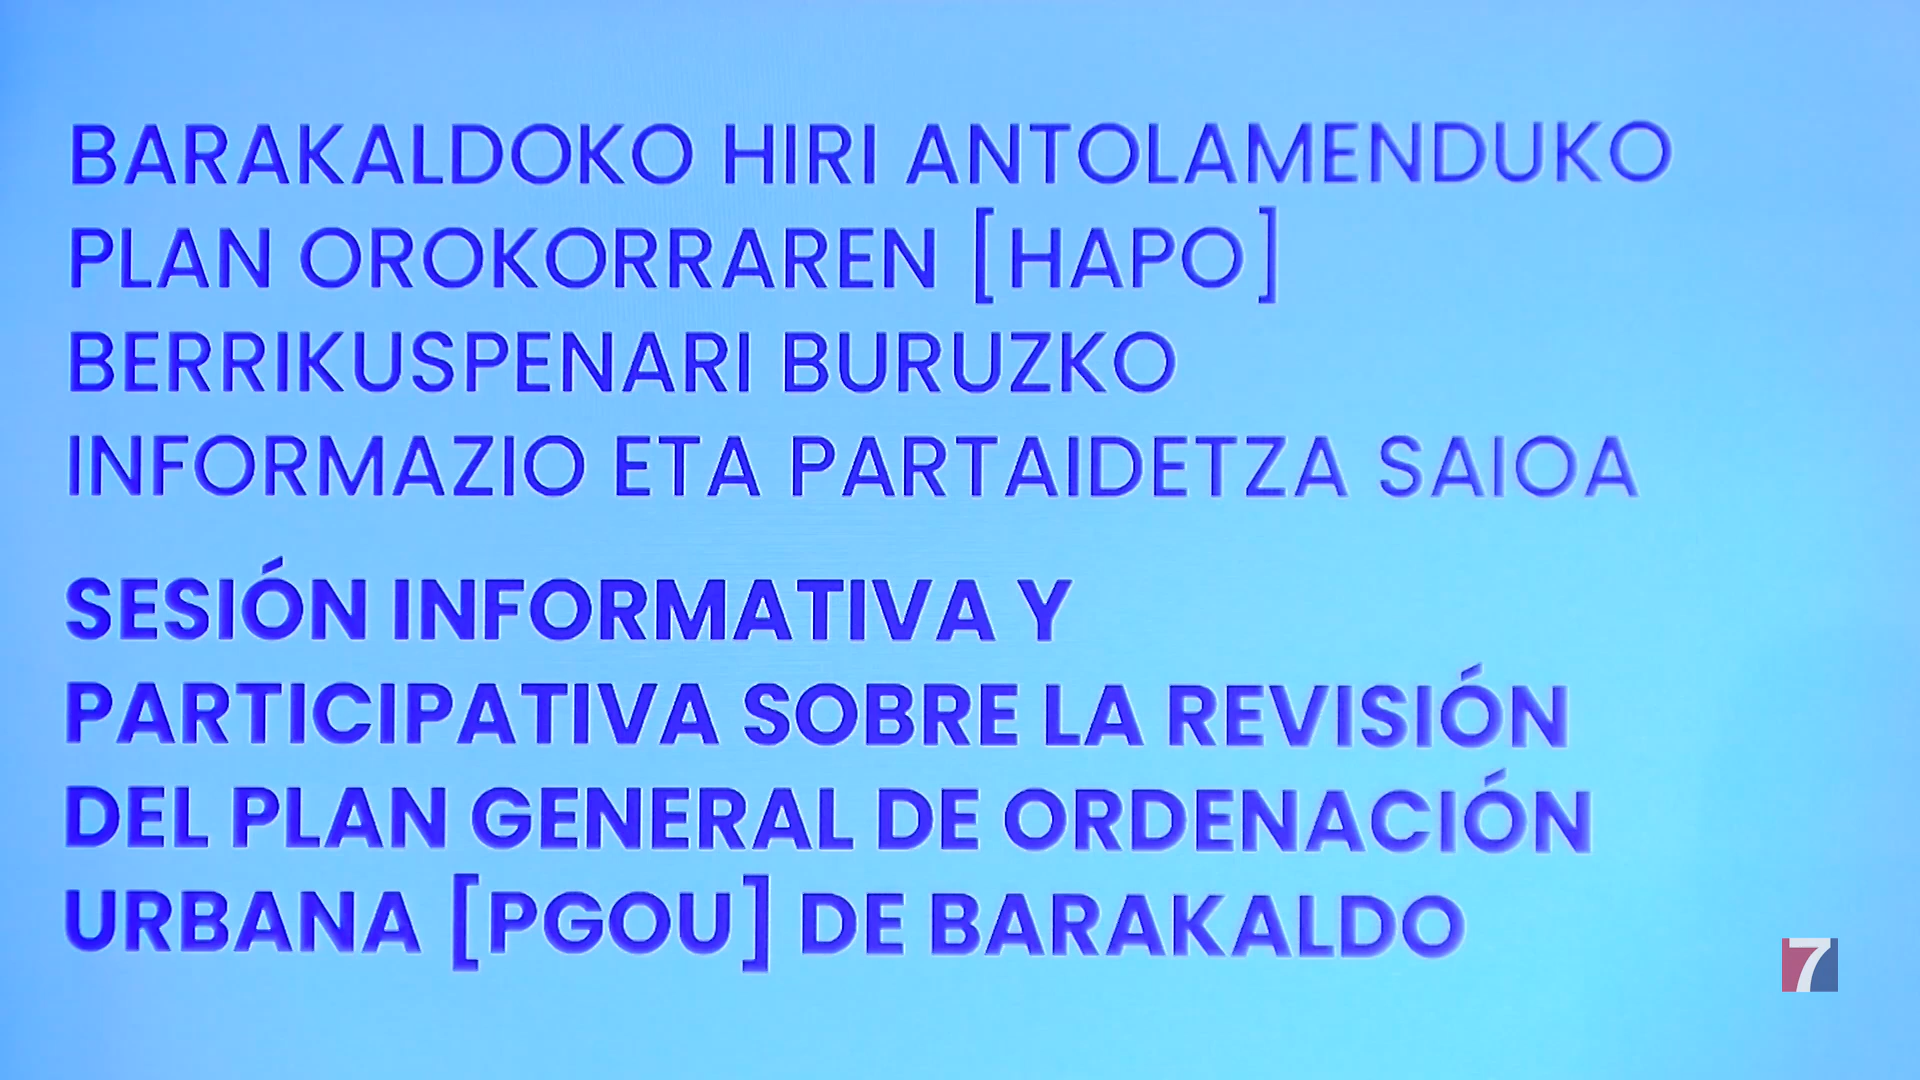 BARAKALDOKO HIRI ANTOLAMENDUKO
PLAN OROKORRAREN [HAPO]
BERRIKUSPENARI BURUZKO
INFORMAZIO ETA PARTAIDETZA SAIOA
SESIÓN INFORMATIVA Y
PARTICIPATIVA SOBRE LA REVISIÓN
DEL PLAN GENERAL DE ORDENACIÓN
URBANA [PGOU] DE BARAKALDO
7